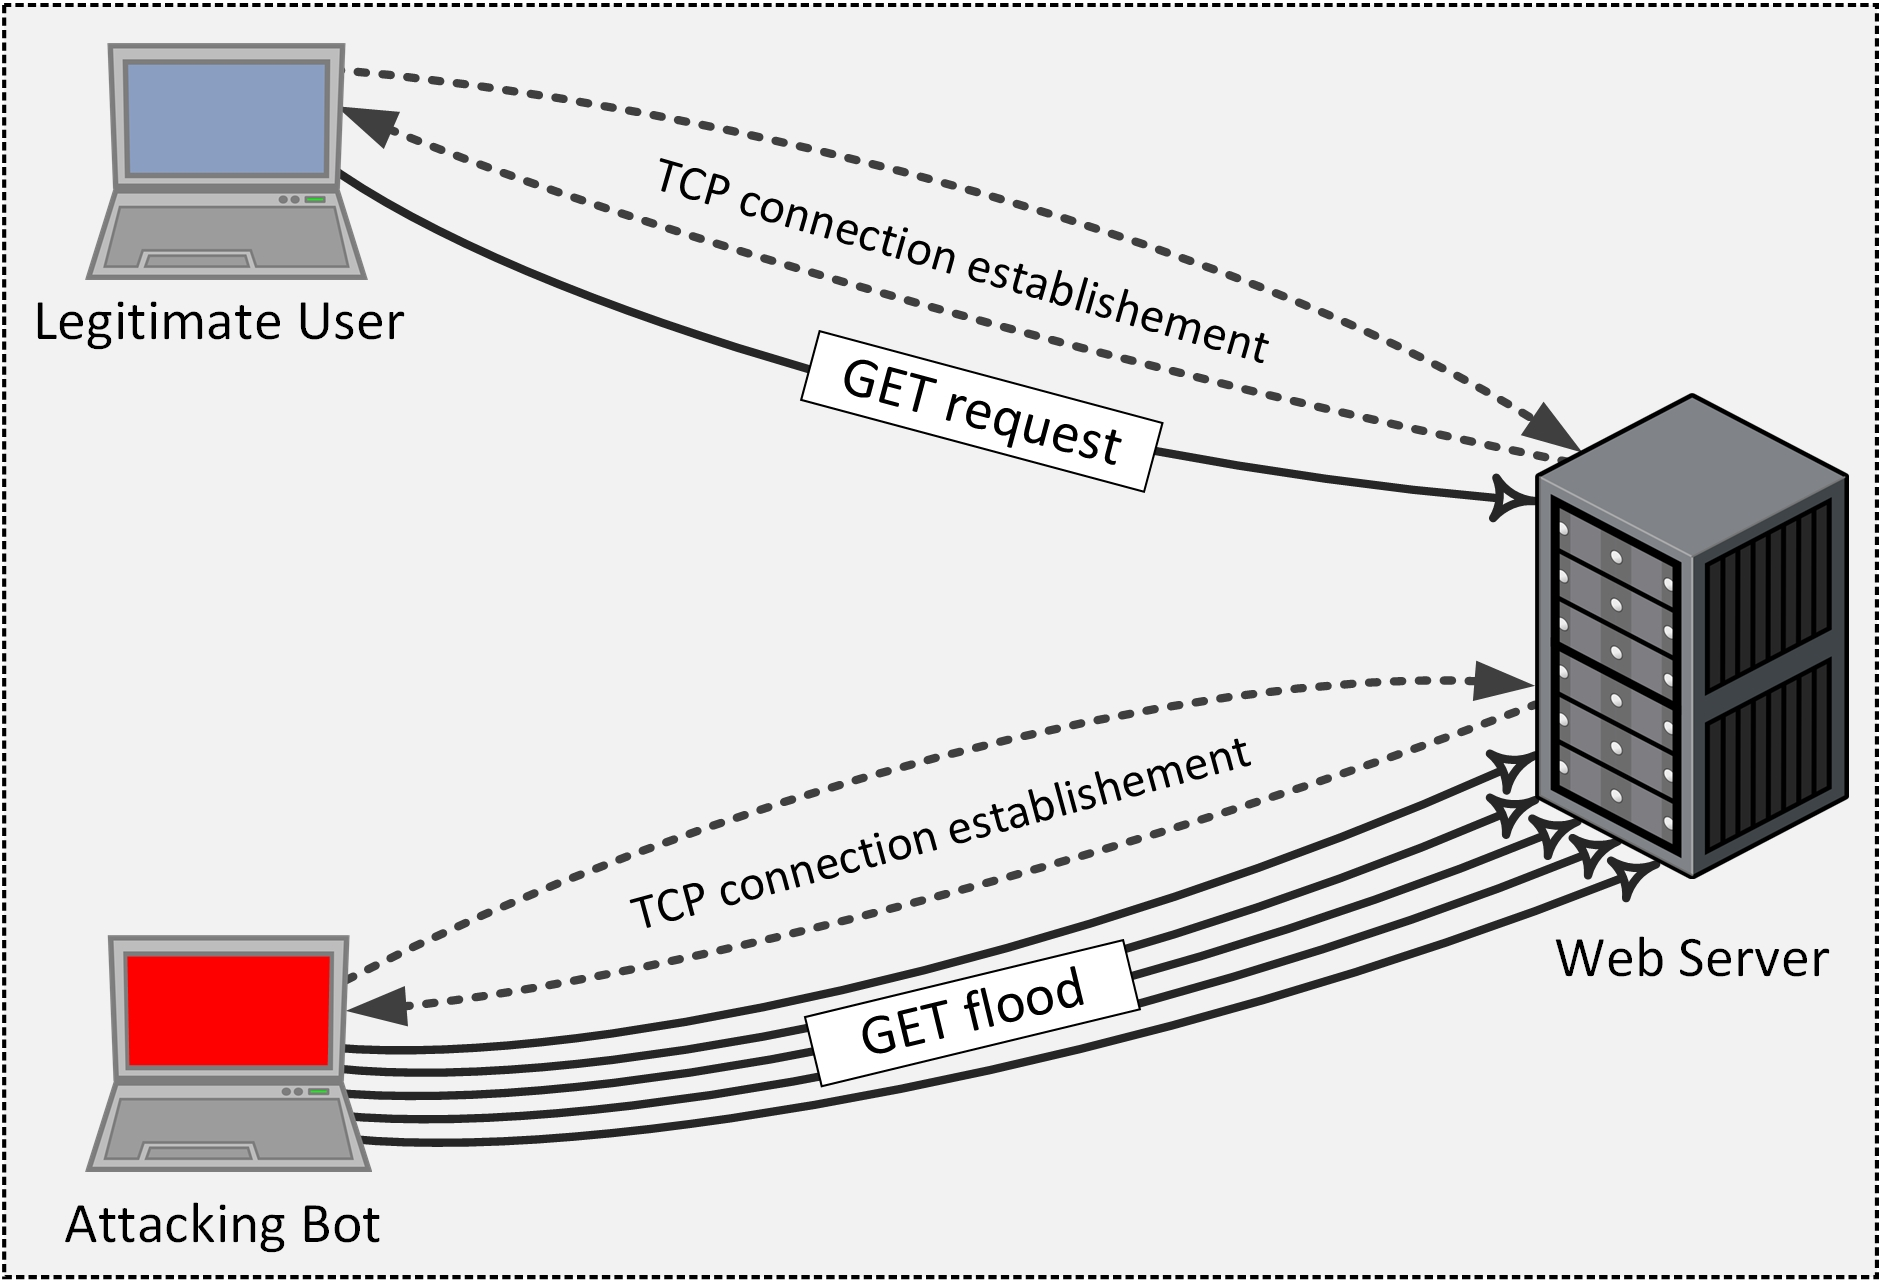 TCP connection establishement
Legitimate User
GET request
TCP connection establishement
Web Server
GET flood
Attacking Bot